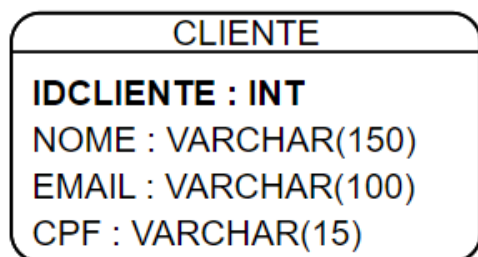 CLIENTE
IDCLIENTE : INT
NOME : VARCHAR(150)
EMAIL : VARCHAR(100)
CPF : VARCHAR(15)